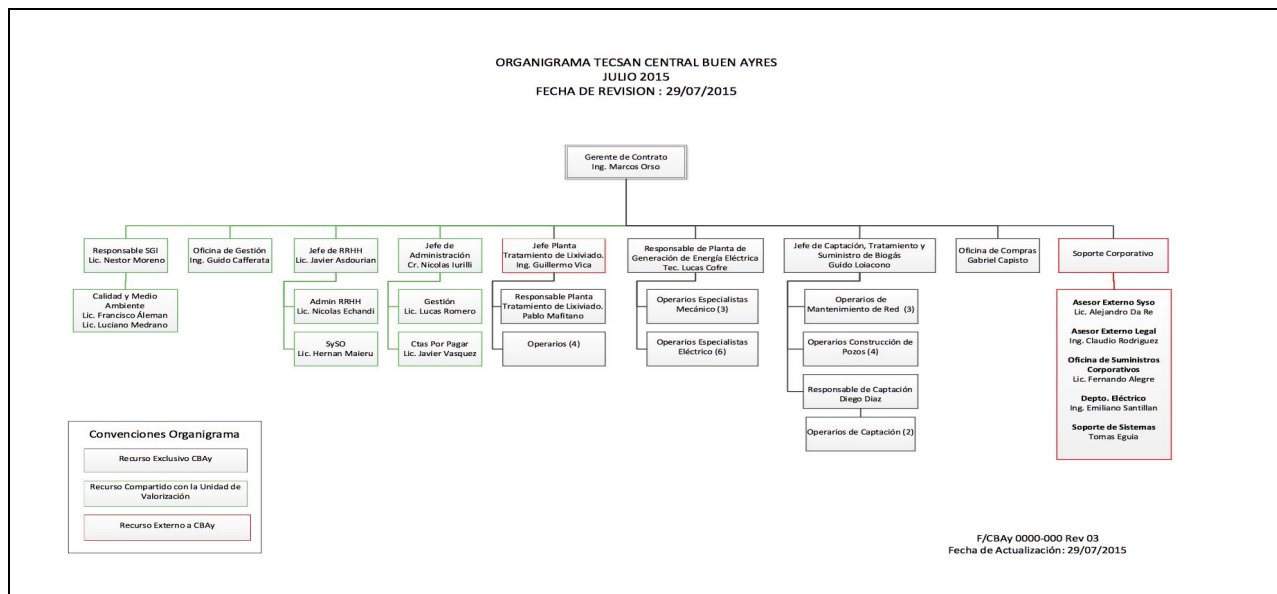 ORGANIGRAMA TECSAN CENTRAL BUEN AYRES
JULIO 2015
FECHA DE REVISION : 29/07/2015
Gerente de Contrato
Ing. Marcos Orso
Responsable SGI
Lic. Nestor Moreno
Calidad y Medio
Ambiente
Lic. Francisco Áleman
Lic. Luciano Medrano
Oficina de Gestión
Ing. Guido Cafferata
Jefe de RRHH
Lic. Javier Asdourian
Admin RRHH
Lic. Nicolas Echandi
SySO
Lic. Hernan Maieru
Jefe de
Administración
Cr. Nicolas Iurilli
Gestión
Lic. Lucas Romero
Ctas Por Pagar
Lic. Javier Vasquez
Jefe Planta
Tratamiento de Lixiviado.
Ing. Guillermo Vica
Responsable Planta
Tratamiento de Lixiviado.
Pablo Mafitano
Operarios (4)
Responsable de Planta de
Generación de Energía Eléctrica
Tec. Lucas Cofre
Operarios Especialistas
Mecánico (3)
Operarios Especialistas
Eléctrico (6)
Jefe de Captación, Tratamiento y
Suministro de Biogás
Guido Loiacono
Operarios de
Mantenimiento de Red (3)
Operarios Construcción de
Pozos (4)
Responsable de Captación
Diego Diaz
Operarios de Captación (2)
Oficina de Compras
Gabriel Capisto
Soporte Corporativo
Asesor Externo Syso
Lic. Alejandro Da Re
Asesor Externo Legal
Ing. Claudio Rodriguez
Oficina de Suministros
Corporativos
Lic. Fernando Alegre
Depto. Eléctrico
Ing. Emiliano Santillan
Soporte de Sistemas
Tomas Eguia
Convenciones Organigrama
Recurso Exclusivo CBAy
Recurso Compartido con la Unidad de
Valorización
Recurso Externo a CBAy
F/CBAy 0000-000 Rev 03
Fecha de Actualización: 29/07/2015